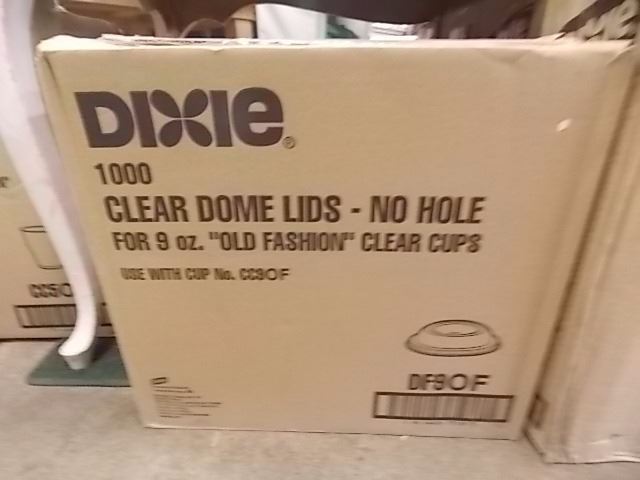 DIXIE®
1000
CLEAR DOME LIDS - NO HOLE
FOR 9 oz. "OLD FASHION" CLEAR CUPS
USE WITH CUP No. CC9OF
DF9OF